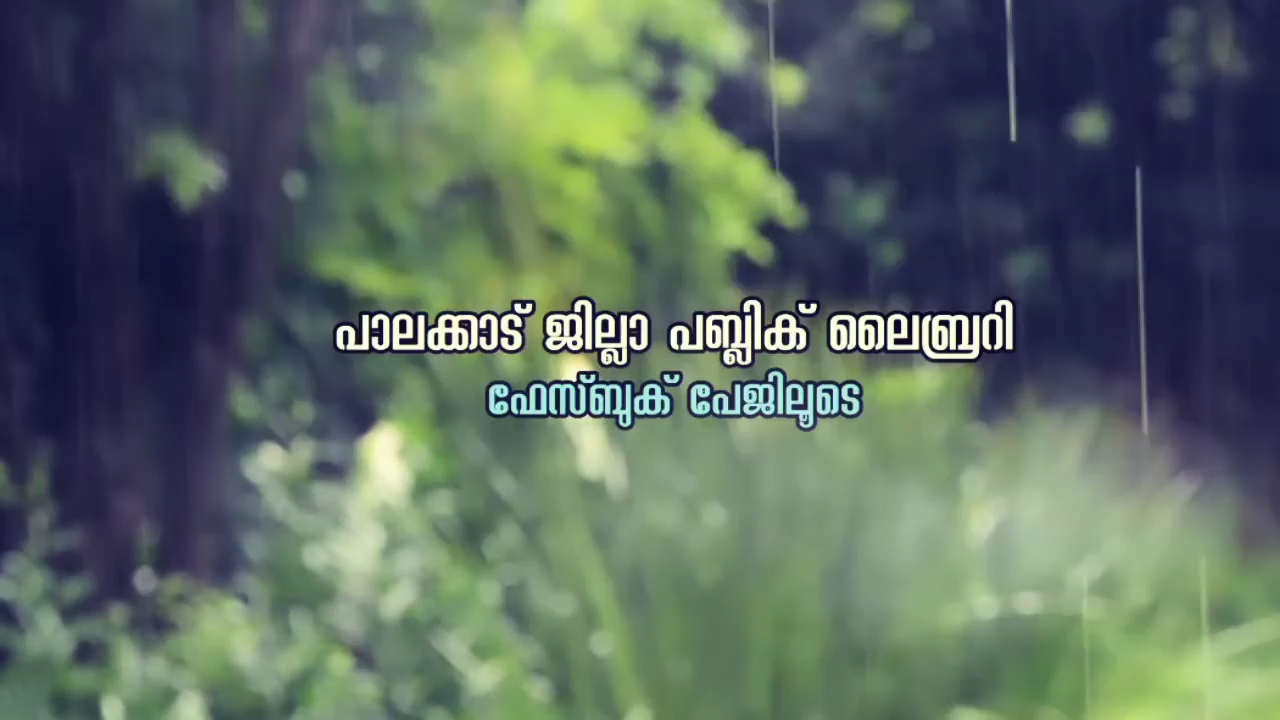 പാലക്കാട് ജില്ലാ പബ്ലിക് ലൈബ്രറി
ഫേസ്ബുക് പേജിലൂടെ